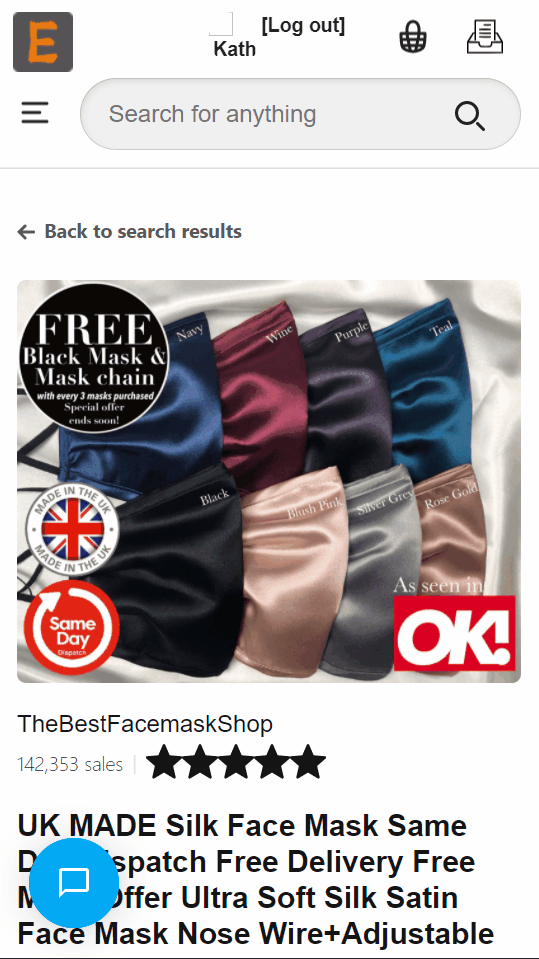 E
[Log out]
Kath
Search for anything
Back to search results
FREE
Black Mask &
Mask chain
with every 3 masks purchased
Special offer
ends soon!
Navy
Wine
Purple
Teal
MADE IN THE UK
MADE IN THE UK
Black
Blush Pink
Silver Grey
Rose Gold
Same
Day
Dispatch
As seen in
OK!
TheBestFacemaskShop
142,353 sales
UK MADE Silk Face Mask Same
Dispatch Free Delivery Free
Offer Ultra Soft Silk Satin
Face Mask Nose Wire+Adjustable